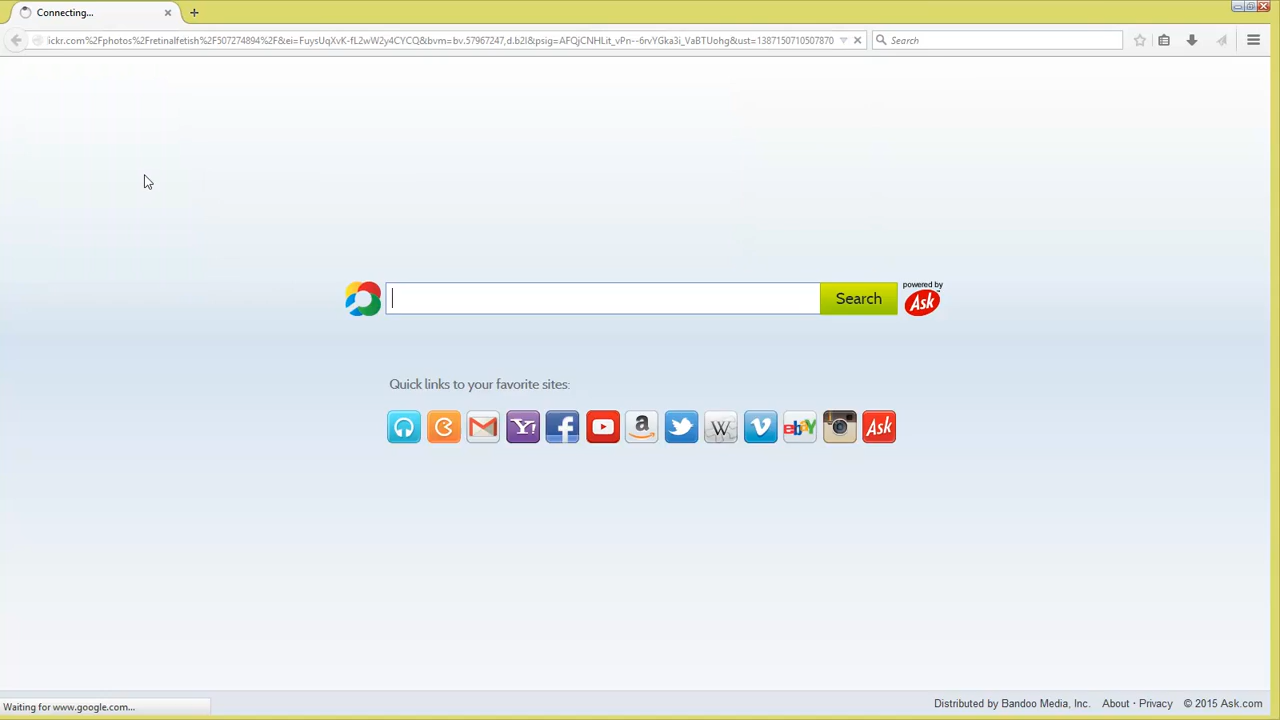 Connecting...
ickr.com%2Fphotos%2Fretinalfetish%2F507274894%2F&ei=FuysUqXvK-fL2wW2y4CYCQ&bvm=bv.57967247,d.b2I&psig=AFQjCNHLit_vPn--6rvYGka3i_VaBTUohg&ust=1387150710507870
Search
Search
powered by
Ask
Quick links to your favorite sites:
Y!
f
a
W
ebay
Ask
Waiting for www.google.com...
Distributed by Bandoo Media, Inc. About · Privacy © 2015 Ask.com